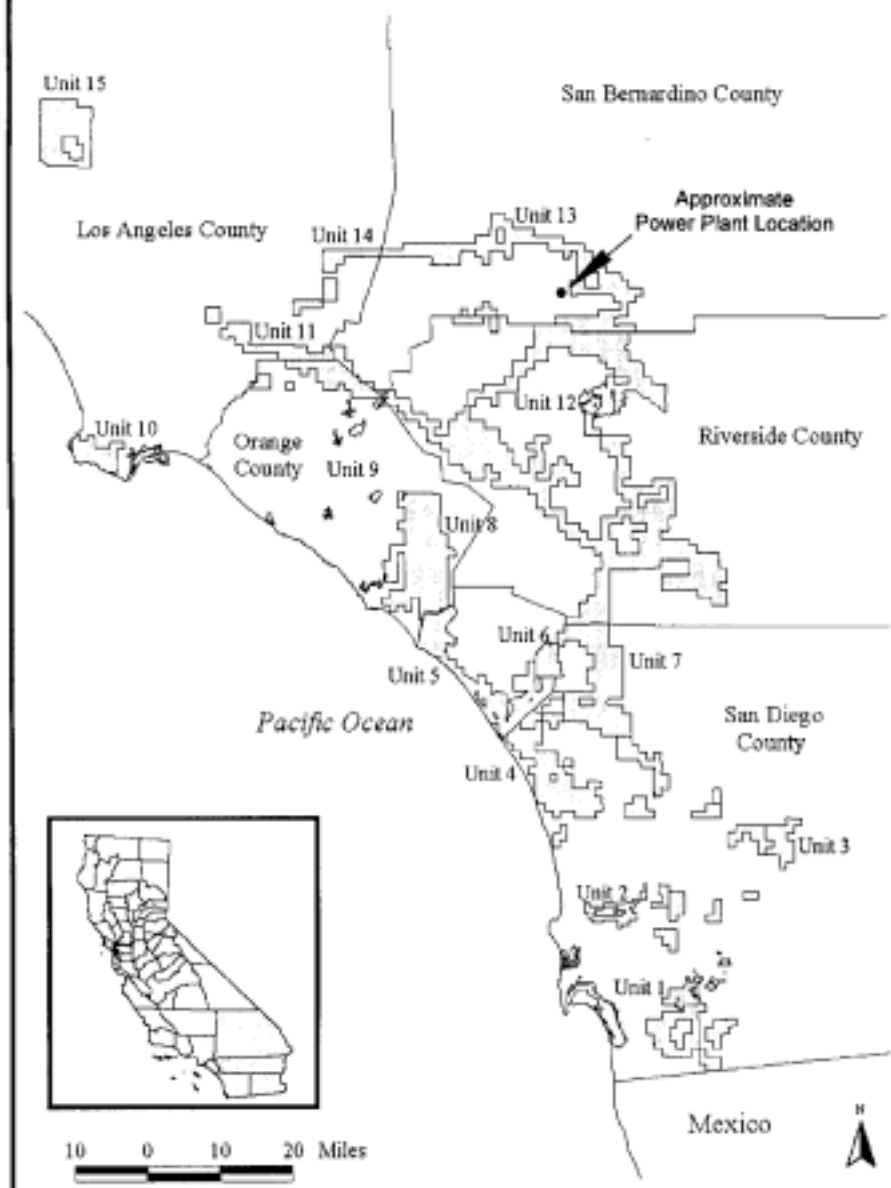 Unit 15
San Bernardino County
Approximate
Power Plant Location
Unit 13
Los Angeles County
Unit 14
Unit 11
Unit 12
Unit 10
Orange
County
Riverside County
Unit 9
Unit 8
Unit 6
Unit 7
Unit 5
Pacific Ocean
San Diego
County
Unit 4
Unit 3
Unit 2
Unit 1
Mexico
N
10 0 10 20 Miles